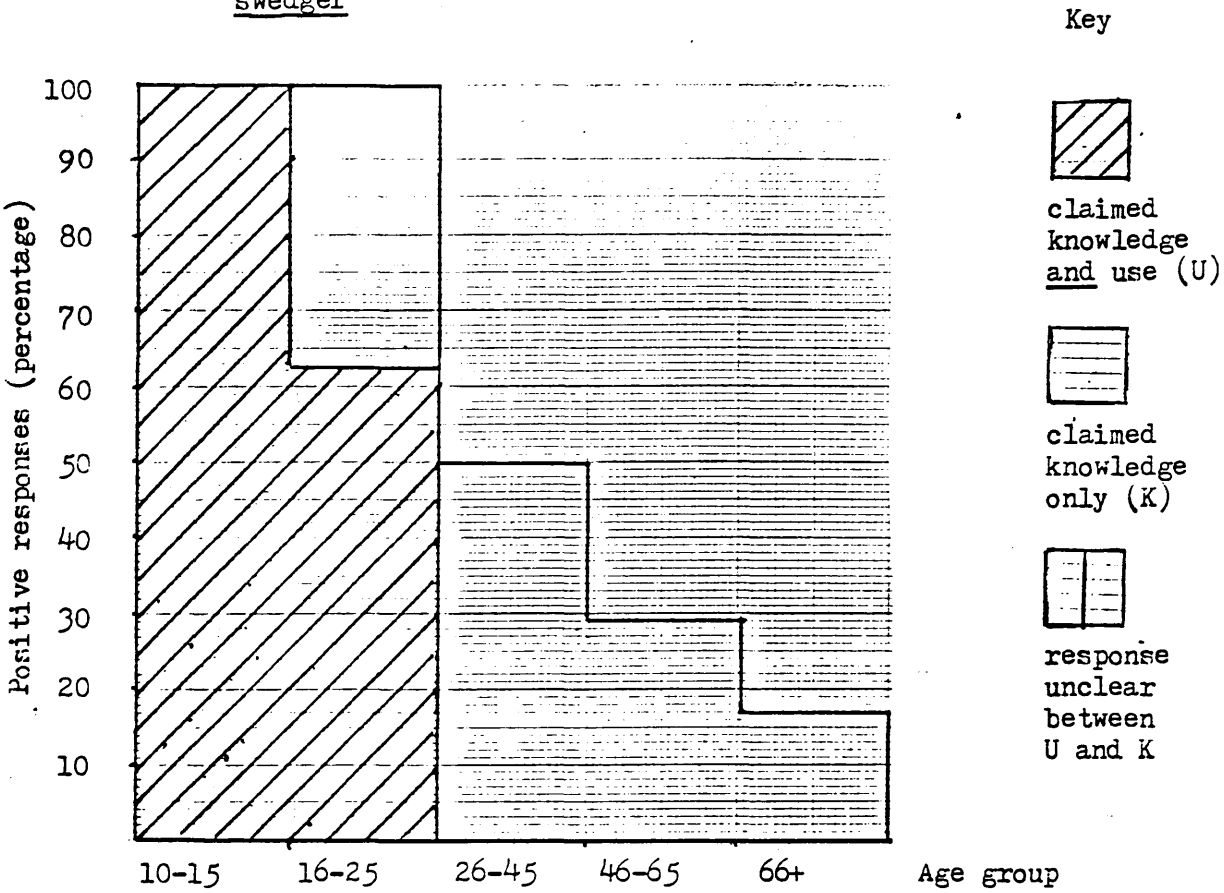 swedger
Key
100
90
80
70
60
50
40
30
20
10
Positive responses (percentage)
10-15 16-25 26-45 46-65 66+ Age group
claimed
knowledge
and use (U)
claimed
knowledge
only (K)
response
unclear
between
U and K